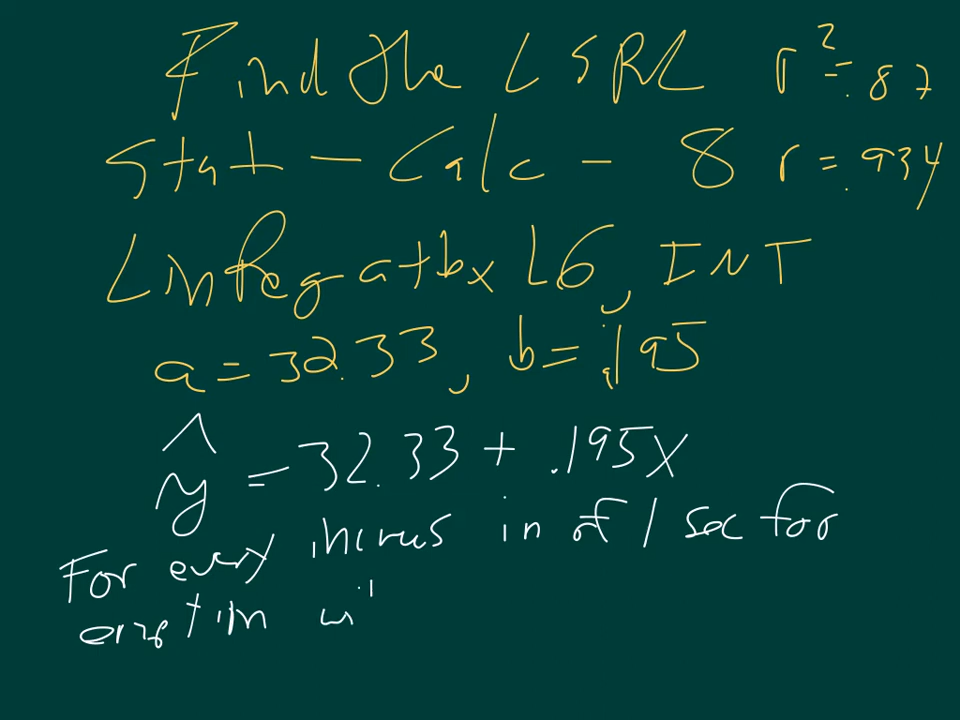 Find the LSRL r²=.87
Stat - Calc - 8 r=.934
LinReg a+bx L6, INT
a=32.33, b=.195
ŷ = 32.33 + .195x
For every in of 1 sec for